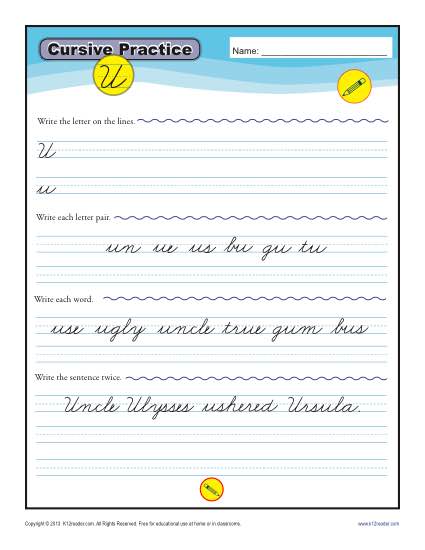 Cursive Practice
Name:
U
Write the letter on the lines.
U
u
Write each letter pair.
un ue us bu gu tu
Write each word.
use ugly uncle true gum bus
Write the sentence twice.
Uncle Ulysses ushered Ursula.
Copyright © 2013 K12reader.com. All Rights Reserved. Free for educational use at home or in classrooms.
www.k12reader.com